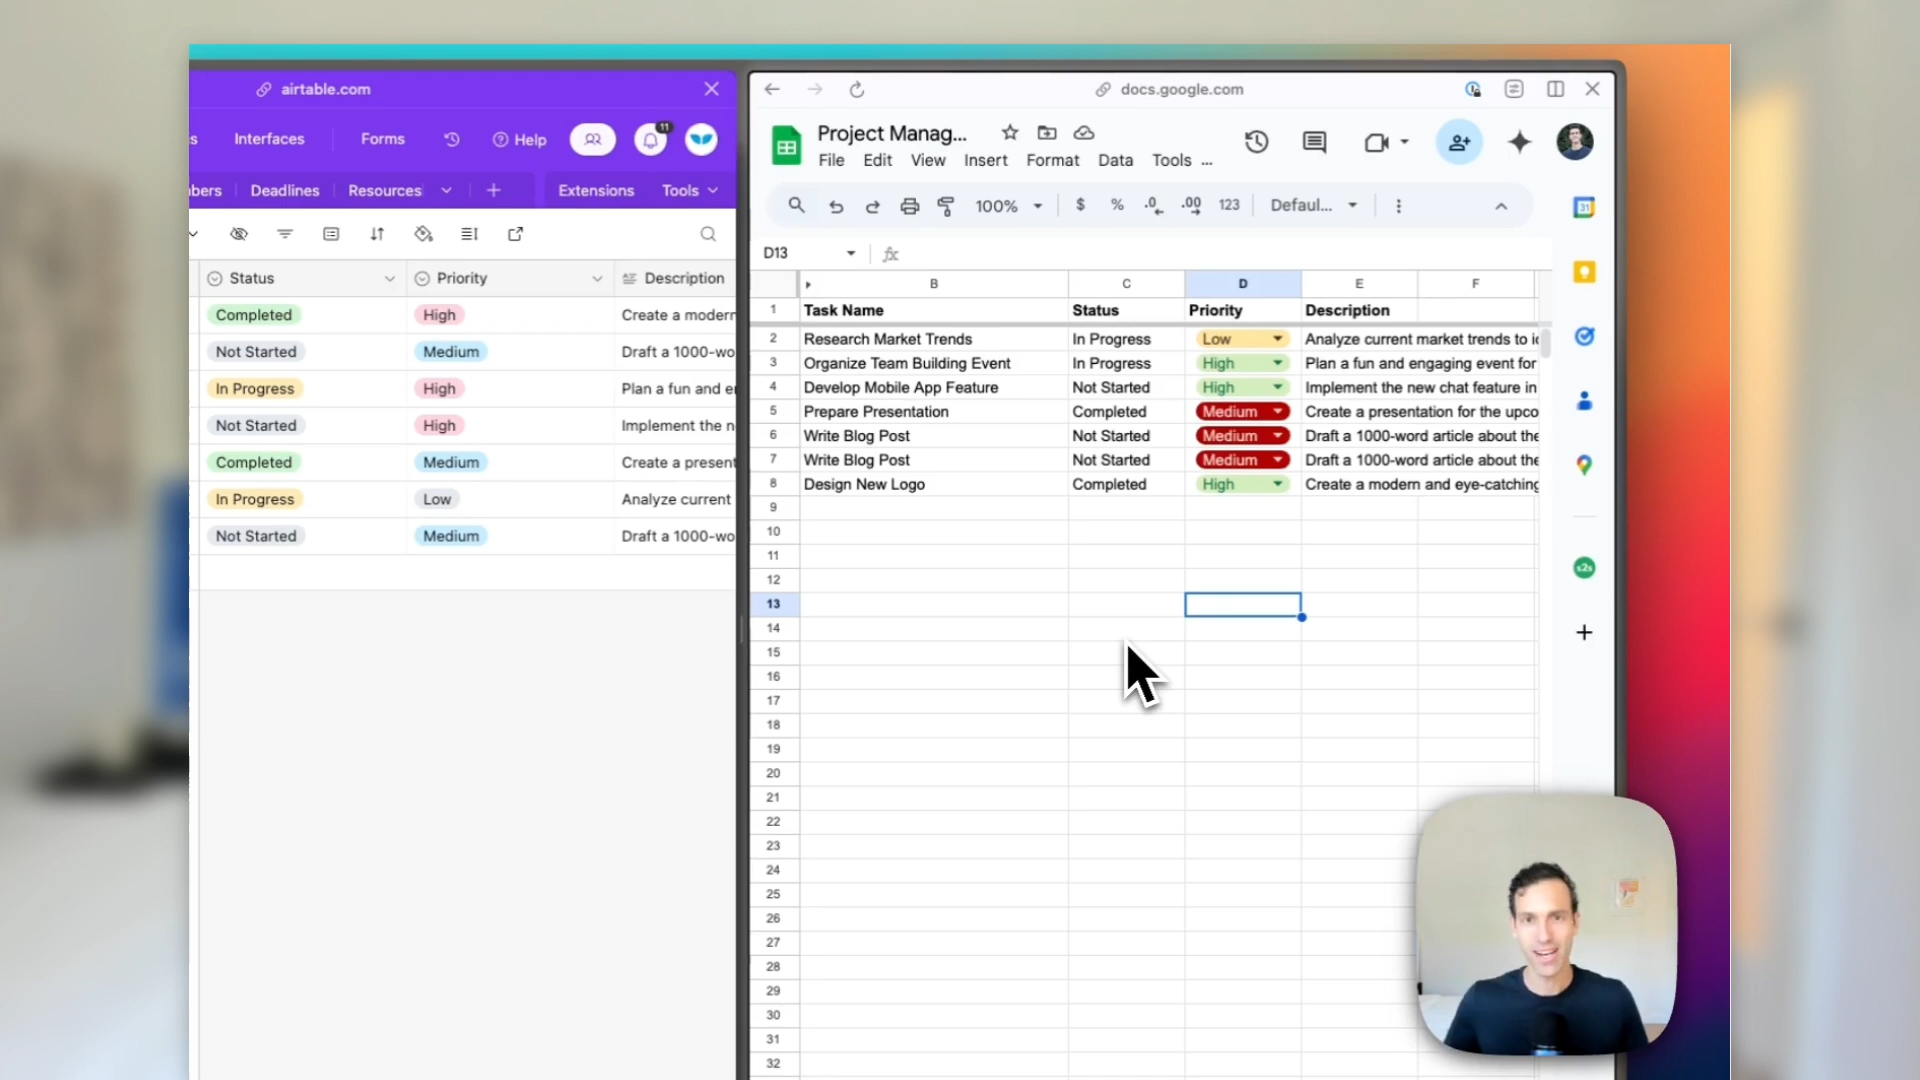 airtable.com
s
Interfaces
Forms
Help
11
bers
Deadlines
Resources
Extensions
Tools
Status
Priority
Description
Completed
High
Create a modern
Not Started
Medium
Draft a 1000-wo
In Progress
High
Plan a fun and e
Not Started
High
Implement the n
Completed
Medium
Create a present
In Progress
Low
Analyze current
Not Started
Medium
Draft a 1000-wo
docs.google.com
Project Manag...
File
Edit
View
Insert
Format
Data
Tools
...
100%
$
%
.0
.00
123
Defaul...
31
D13
fx
B
C
D
E
F
1
Task Name
Status
Priority
Description
2
Research Market Trends
In Progress
Low
Analyze current market trends to i
3
Organize Team Building Event
In Progress
High
Plan a fun and engaging event for
4
Develop Mobile App Feature
Not Started
High
Implement the new chat feature in
5
Prepare Presentation
Completed
Medium
Create a presentation for the upco
6
Write Blog Post
Not Started
Medium
Draft a 1000-word article about the
7
Write Blog Post
Not Started
Medium
Draft a 1000-word article about the
8
Design New Logo
Completed
High
Create a modern and eye-catching
9
10
11
12
13
14
15
16
17
18
19
20
21
22
23
24
25
26
27
28
29
30
31
32
s2s